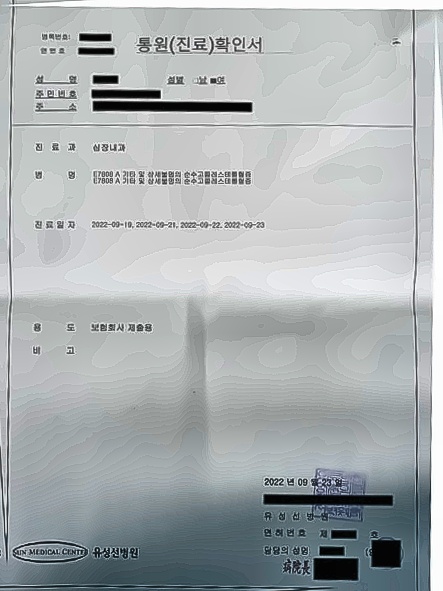 병록번호:
연 번 호
통원(진료)확인서
성 명 성별 □남 ■여
주 민 번 호
주 소
진 료 과 심장내과
병 명 E7808 A 기타 및 상세불명의 순수고콜레스테롤혈증
E7808 A 기타 및 상세불명의 순수고콜레스테롤혈증
진 료 일 자 2022-09-19, 2022-09-21, 2022-09-22, 2022-09-23
용 도 보험회사 제출용
비 고
2022 년 09 월 23 일
유 성 선 병 원
면 허 번 호 제 호
담당의 성명
病院長
SUN MEDICAL CENTER 유성선병원